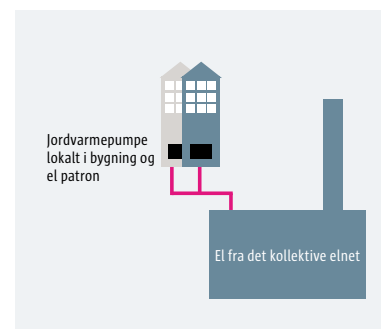 Jordvarmepumpe
lokalt i bygning og
el patron
El fra det kollektive elnet